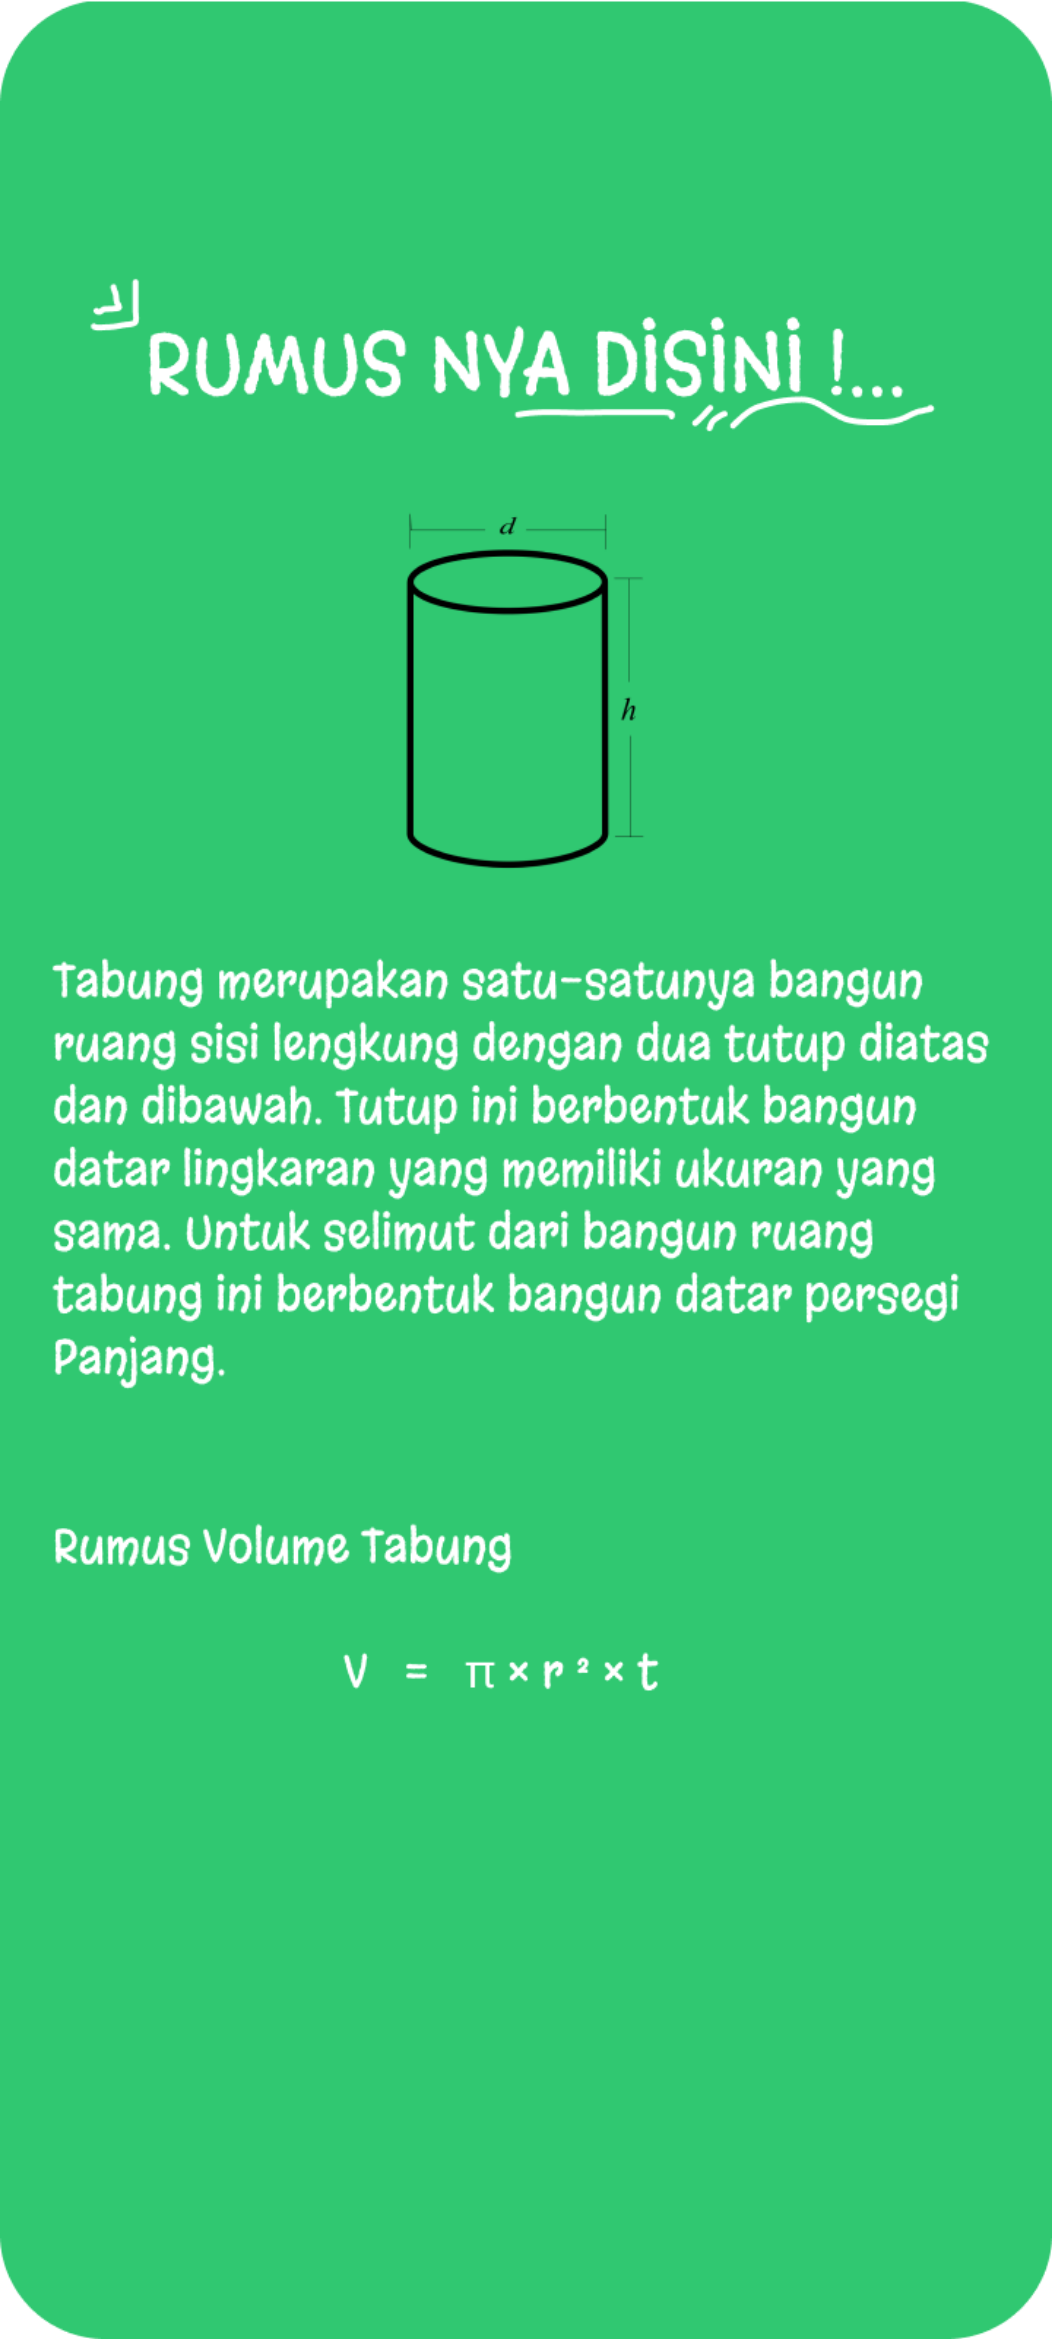 RUMUS NYA DISINI !...
d
h
Tabung merupakan satu-satunya bangun
ruang sisi lengkung dengan dua tutup diatas
dan dibawah. Tutup ini berbentuk bangun
datar lingkaran yang memiliki ukuran yang
sama. Untuk selimut dari bangun ruang
tabung ini berbentuk bangun datar persegi
Panjang.
Rumus Volume Tabung
V = π × r ² × t